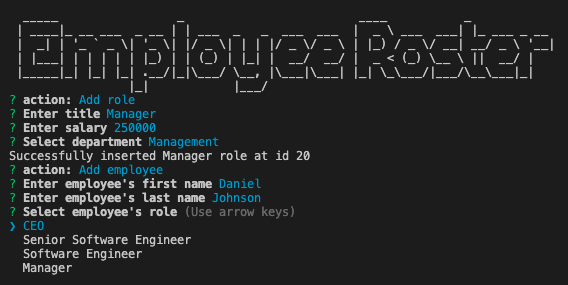 Employee Roster
? action: Add role
? Enter title Manager
? Enter salary 250000
? Select department Management
Successfully inserted Manager role at id 20
? action: Add employee
? Enter employee's first name Daniel
? Enter employee's last name Johnson
? Select employee's role (Use arrow keys)
❯ CEO
Senior Software Engineer
Software Engineer
Manager